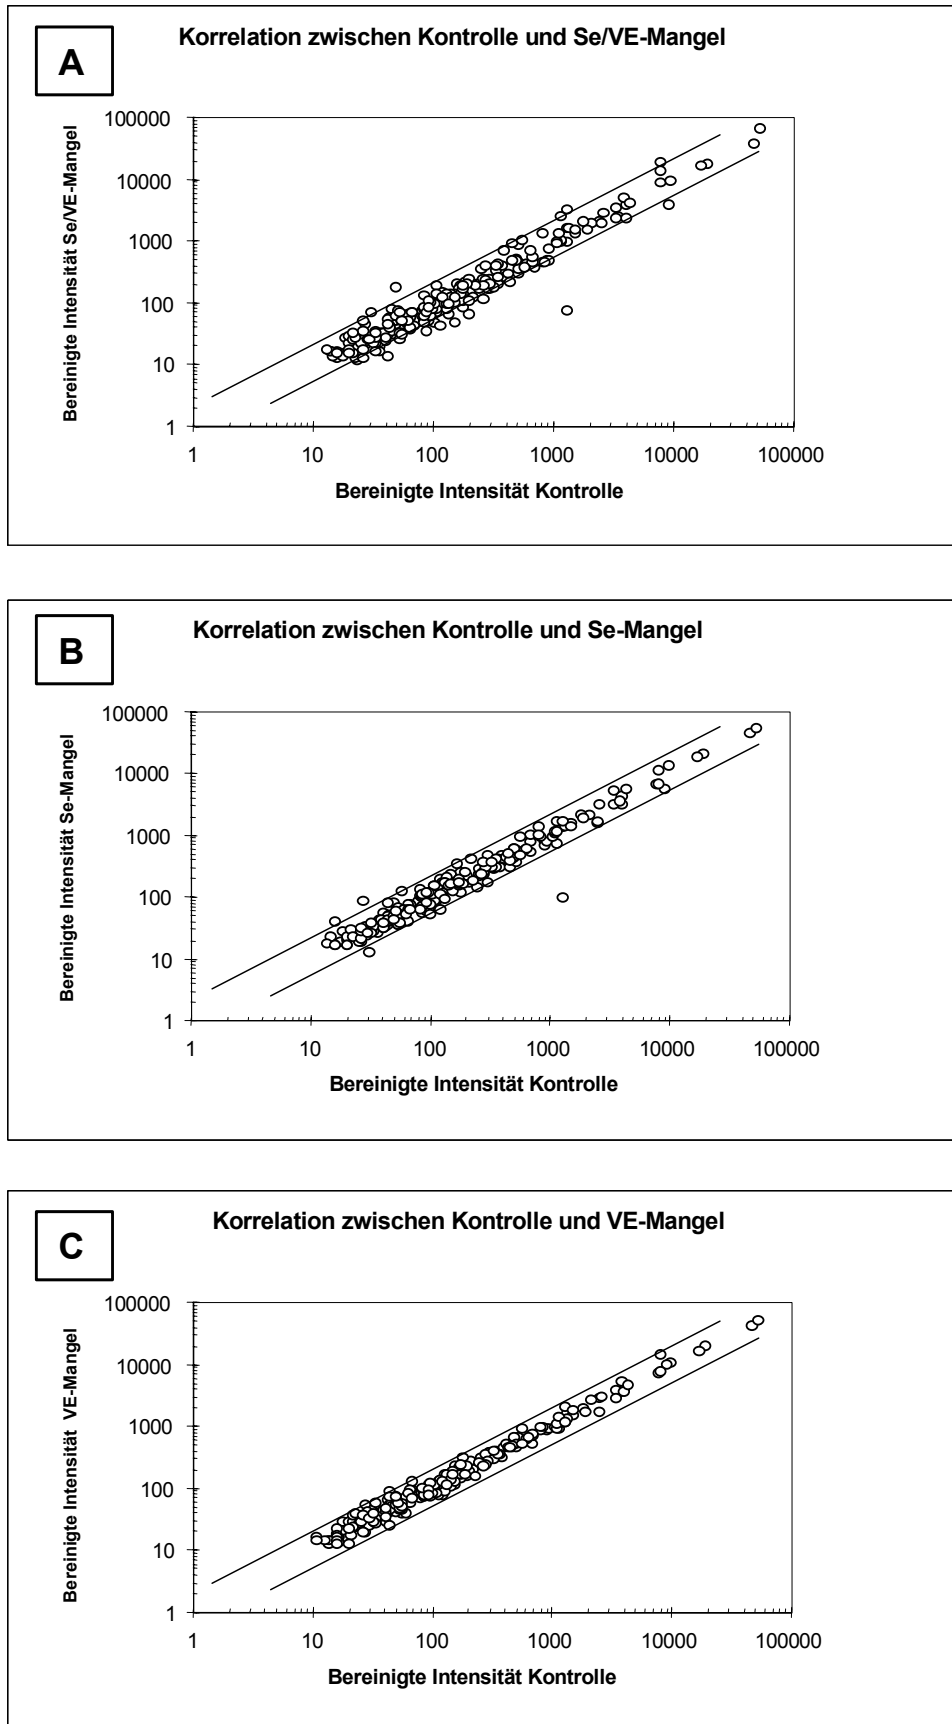 A
Korrelation zwischen Kontrolle und Se/VE-Mangel
Bereinigte Intensität Se/VE-Mangel
100000
10000
1000
100
10
1
1 10 100 1000 10000 100000
Bereinigte Intensität Kontrolle
B
Korrelation zwischen Kontrolle und Se-Mangel
Bereinigte Intensität Se-Mangel
100000
10000
1000
100
10
1
1 10 100 1000 10000 100000
Bereinigte Intensität Kontrolle
C
Korrelation zwischen Kontrolle und VE-Mangel
Bereinigte Intensität VE-Mangel
100000
10000
1000
100
10
1
1 10 100 1000 10000 100000
Bereinigte Intensität Kontrolle